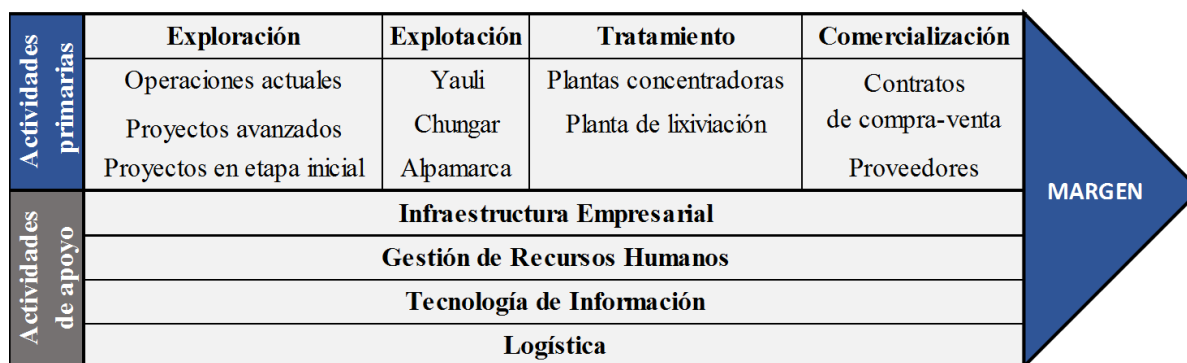 Actividades
primarias
Exploración
Explotación
Tratamiento
Comercialización
Operaciones actuales
Proyectos avanzados
Proyectos en etapa inicial
Yauli
Chungar
Alpamarca
Plantas concentradoras
Planta de lixiviación
Contratos
de compra-venta
Proveedores
MARGEN
Actividades
de apoyo
Infraestructura Empresarial
Gestión de Recursos Humanos
Tecnología de Información
Logística